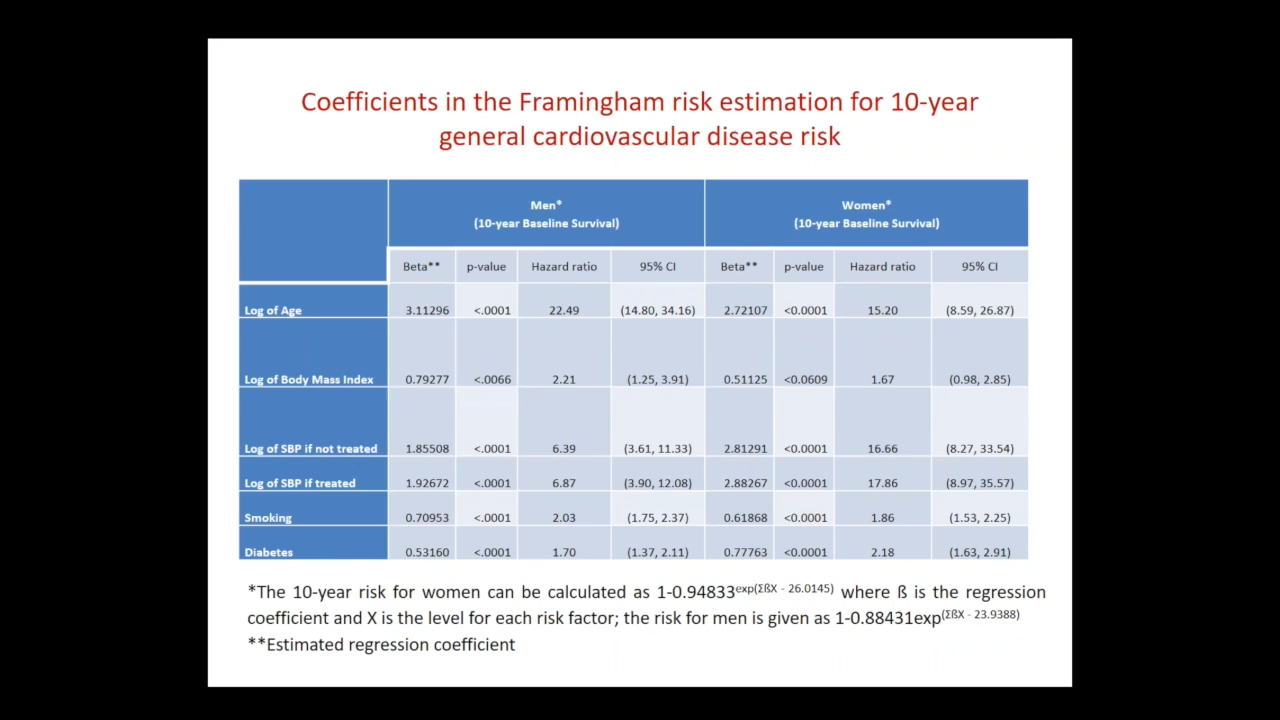 Coefficients in the Framingham risk estimation for 10-year
general cardiovascular disease risk
Men* Women*
(10-year Baseline Survival) (10-year Baseline Survival)
Beta** p-value Hazard ratio 95% CI Beta** p-value Hazard ratio 95% CI
Log of Age 3.11296 <.0001 22.49 (14.80, 34.16) 2.72107 <0.0001 15.20 (8.59, 26.87)
Log of Body Mass Index 0.79277 <.0066 2.21 (1.25, 3.91) 0.51125 <0.0609 1.67 (0.98, 2.85)
Log of SBP if not treated 1.85508 <.0001 6.39 (3.61, 11.33) 2.81291 <0.0001 16.66 (8.27, 33.54)
Log of SBP if treated 1.92672 <.0001 6.87 (3.90, 12.08) 2.88267 <0.0001 17.86 (8.97, 35.57)
Smoking 0.70953 <.0001 2.03 (1.75, 2.37) 0.61868 <0.0001 1.86 (1.53, 2.25)
Diabetes 0.53160 <.0001 1.70 (1.37, 2.11) 0.77763 <0.0001 2.18 (1.63, 2.91)
*The 10-year risk for women can be calculated as 1-0.94833exp(ΣßX - 26.0145) where ß is the regression
coefficient and X is the level for each risk factor; the risk for men is given as 1-0.88431exp(ΣßX - 23.9388)
**Estimated regression coefficient